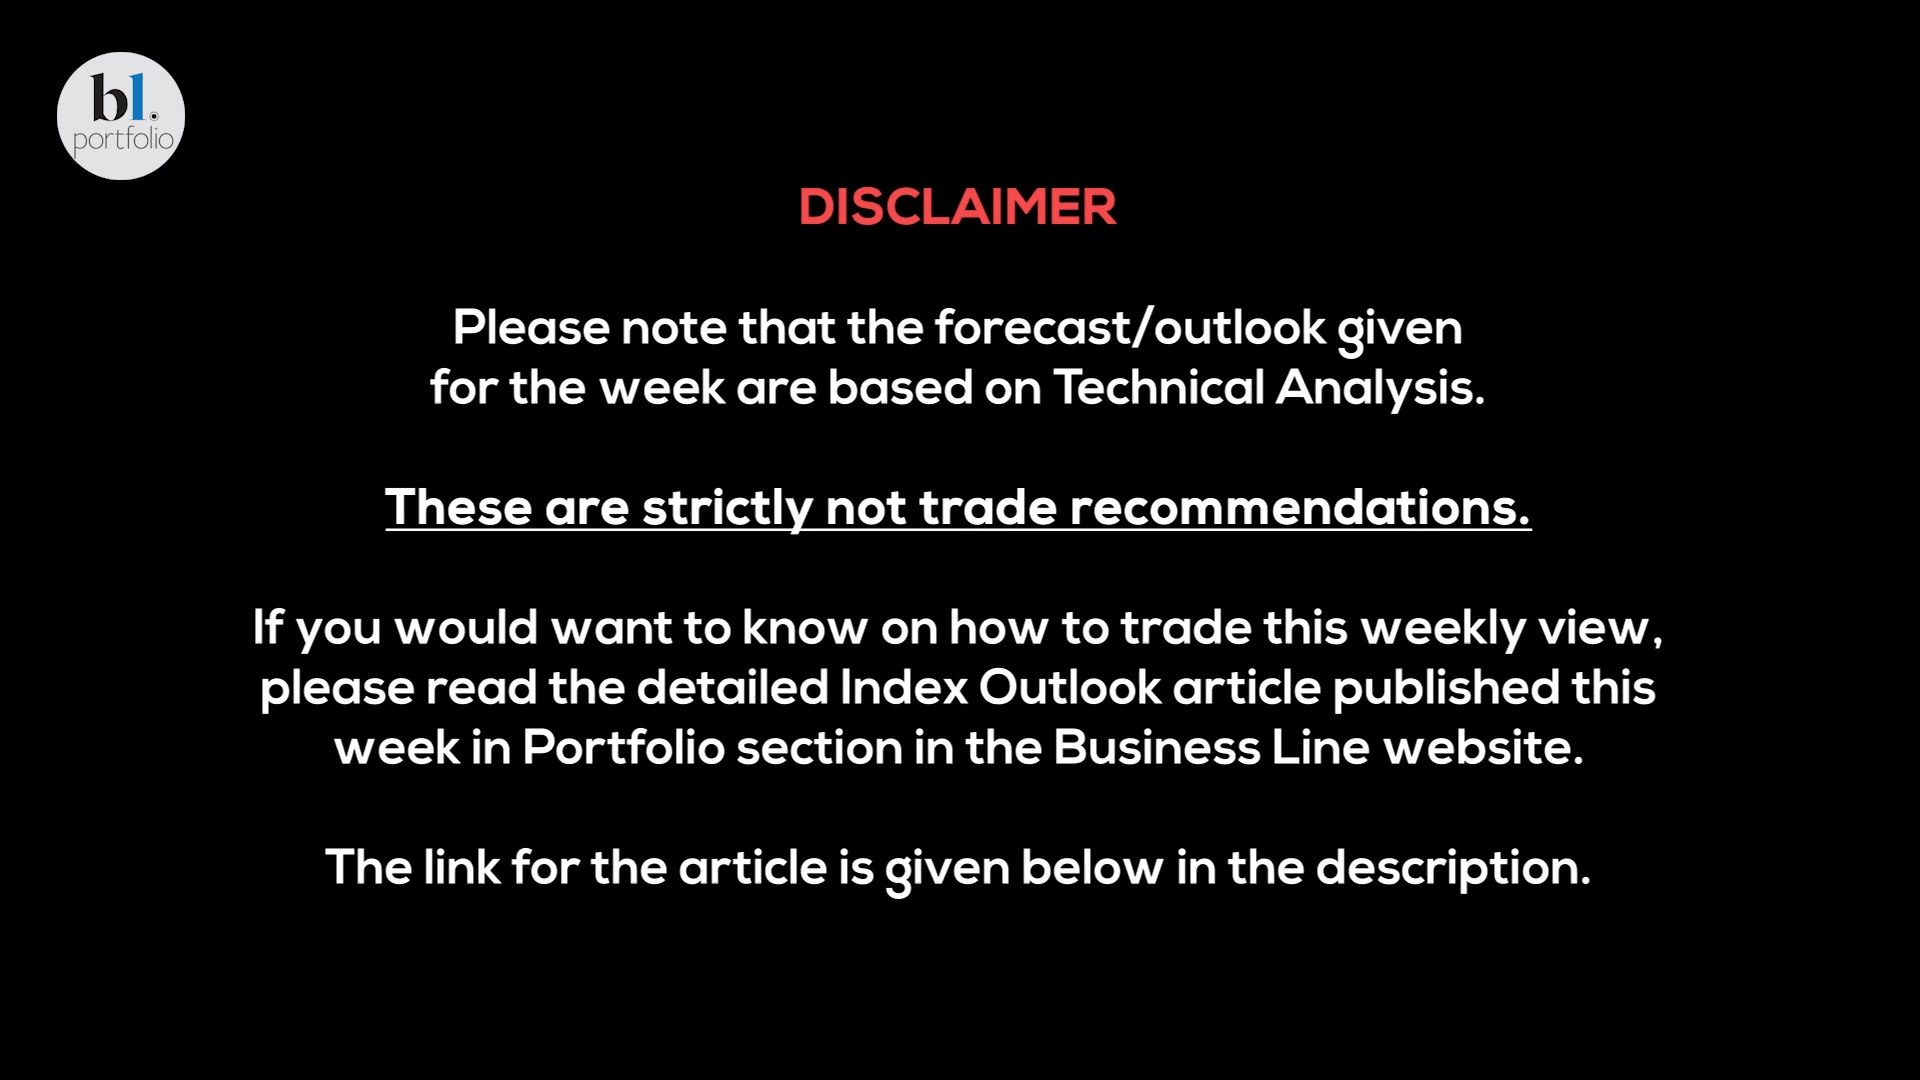 bl.
portfolio
DISCLAIMER
Please note that the forecast/outlook given
for the week are based on Technical Analysis.
These are strictly not trade recommendations.
If you would want to know on how to trade this weekly view,
please read the detailed Index Outlook article published this
week in Portfolio section in the Business Line website.
The link for the article is given below in the description.